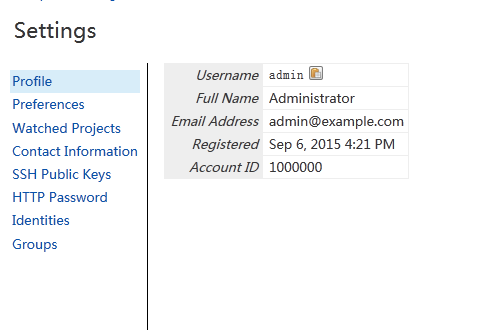 Settings
Profile
Preferences
Watched Projects
Contact Information
SSH Public Keys
HTTP Password
Identities
Groups
Username admin
Full Name Administrator
Email Address admin@example.com
Registered Sep 6, 2015 4:21 PM
Account ID 1000000